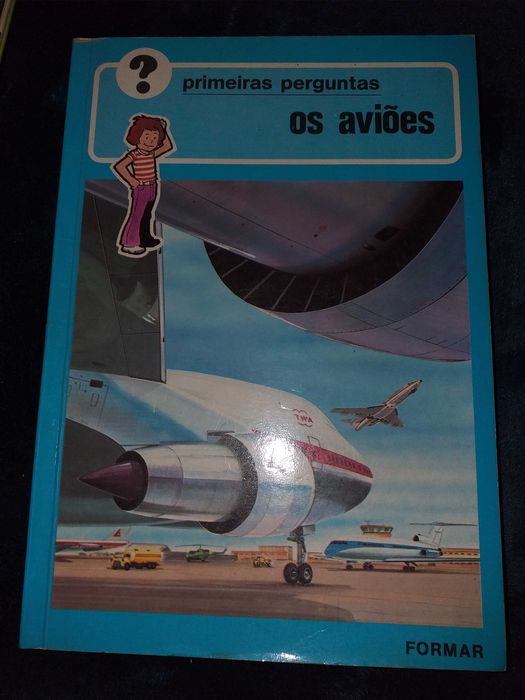 ?
primeiras perguntas
os aviões
TWA
FORMAR